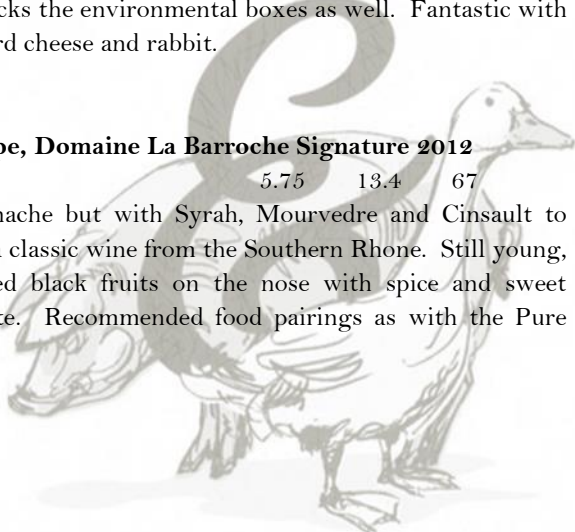 cks the environmental boxes as well. Fantastic with
rd cheese and rabbit.
pe, Domaine La Barroche Signature 2012
5.75 13.4 67
nache but with Syrah, Mourvedre and Cinsault to
classic wine from the Southern Rhone. Still young,
ed black fruits on the nose with spice and sweet
te. Recommended food pairings as with the Pure